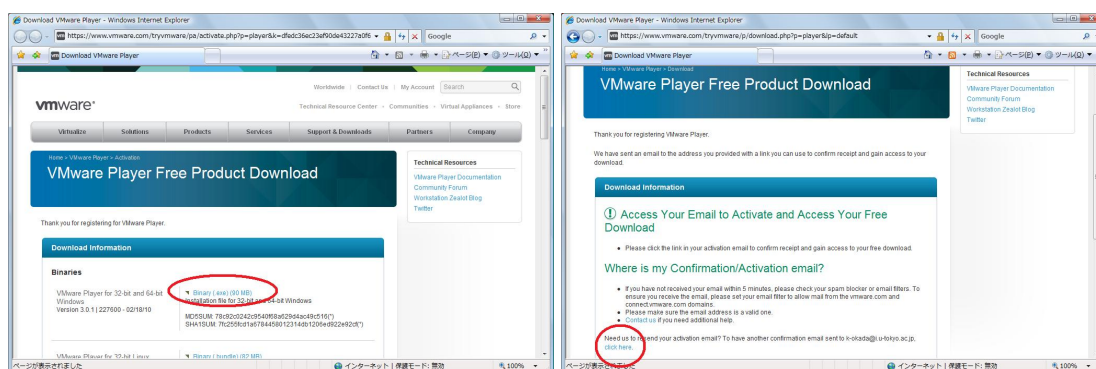 Download VMware Player - Windows Internet Explorer
https://www.vmware.com/tryvmware/pa/activate.php?p=player&k=dfedc36ec23ef90de43227a0f6
Google
Download VMware Player
ページ(P)
ツール(O)
Worldwide | Contact Us | My Account
Search
vmware
Technical Resource Center
Communities
Virtual Appliances
Store
Virtualize
Solutions
Products
Services
Support & Downloads
Partners
Company
Home > VMware Player > Activation
VMware Player Free Product Download
Technical Resources
VMware Player Documentation
Community Forum
Workstation Zealot Blog
Twitter
Thank you for registering for VMware Player.
Download Information
Binaries
VMware Player for 32-bit and 64-bit
Windows
Version 3.0.1 | 227600 - 02/18/10
Binary (.exe) (90 MB)
Installation file for 32-bit and 64-bit Windows
MD5SUM: 78c92c0242c9540f68a629d4ac49c516(*)
SHA1SUM: 7fc255fcd1a6784458012314db1206ed922e92cf(*)
VMware Player for 32-bit Linux
Binary (.bundle) (82 MB)
ページが表示されました
インターネット | 保護モード: 無効
100%
Download VMware Player - Windows Internet Explorer
https://www.vmware.com/tryvmware/p/download.php?p=player&lp=default
Google
Download VMware Player
ページ(P)
ツール(O)
Home > VMware Player > Download
VMware Player Free Product Download
Technical Resources
VMware Player Documentation
Community Forum
Workstation Zealot Blog
Twitter
Thank you for registering VMware Player.
We have sent an email to the address you provided with a link you can use to confirm receipt and gain access to your
download.
Download Information
Access Your Email to Activate and Access Your Free
Download
Please click the link in your activation email to confirm receipt and gain access to your free download.
Where is my Confirmation/Activation email?
If you have not received your email within 5 minutes, please check your spam blocker or email filters. To
ensure you receive the email, please set your email filter to allow mail from the vmware.com and
connect.vmware.com domains.
Please make sure the email address is a valid one.
Contact us if you need additional help.
Need us to resend your activation email? To have another confirmation email sent to k-okada@i.u-tokyo.ac.jp,
click here.
ページが表示されました
インターネット | 保護モード: 無効
100%